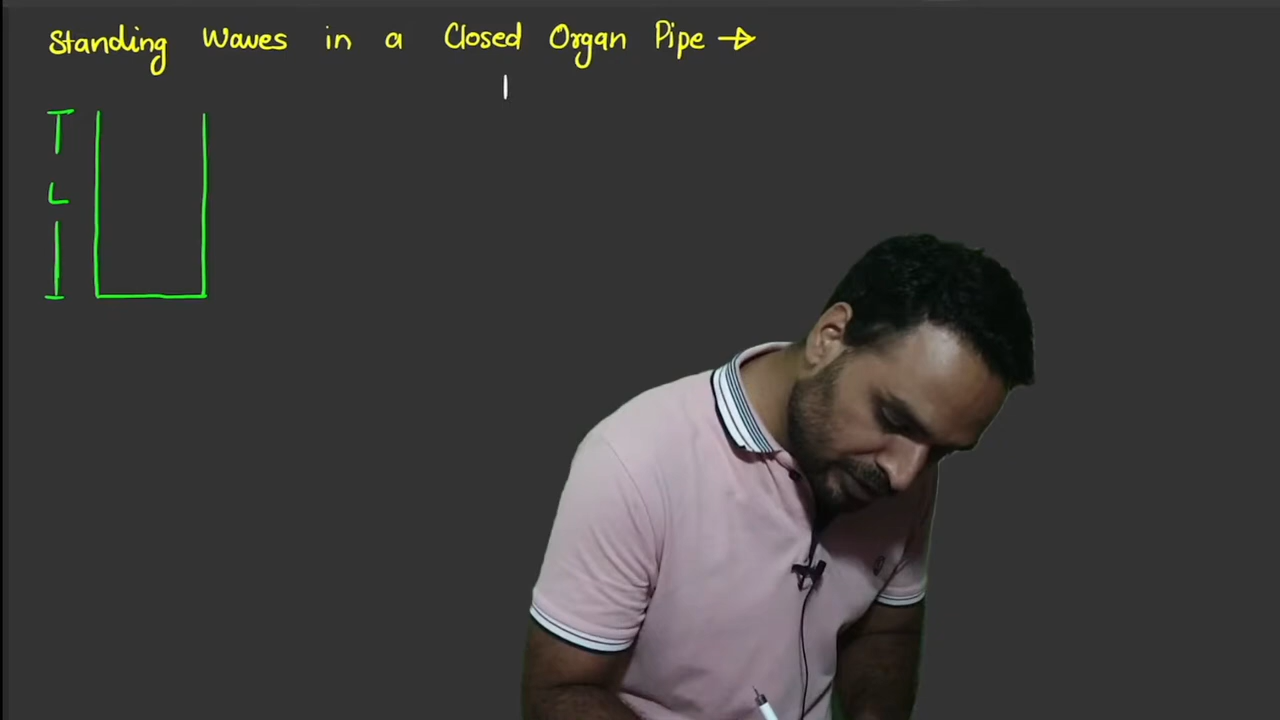 Standing Waves in a Closed Organ Pipe →
L